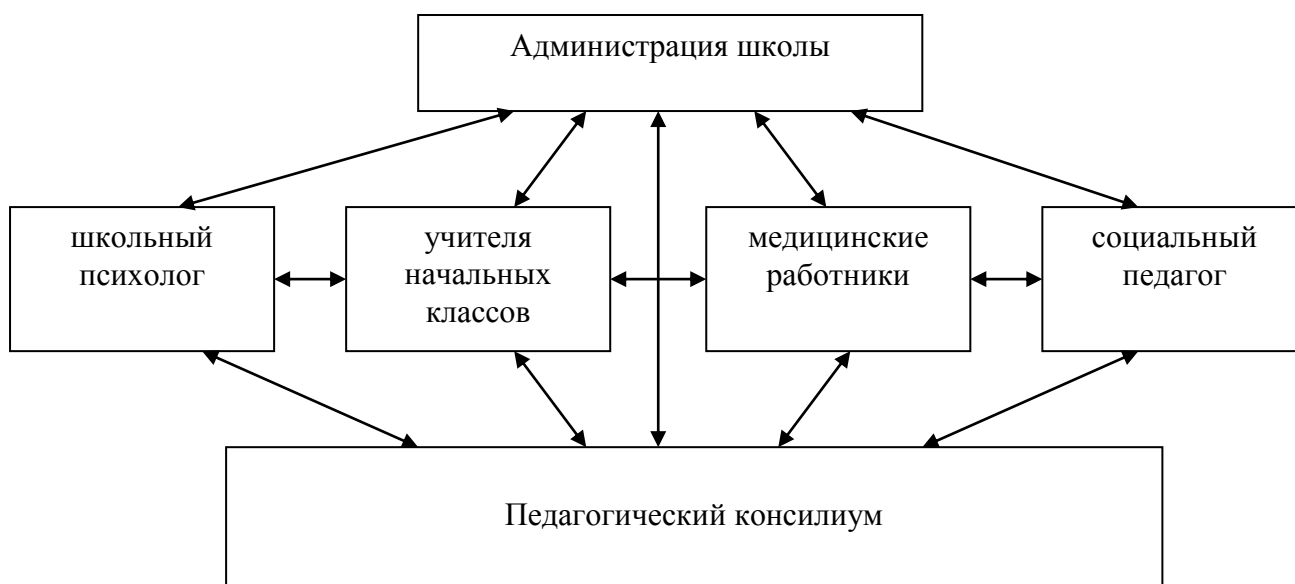 Администрация школы
школьный
психолог
учителя
начальных
классов
медицинские
работники
социальный
педагог
Педагогический консилиум